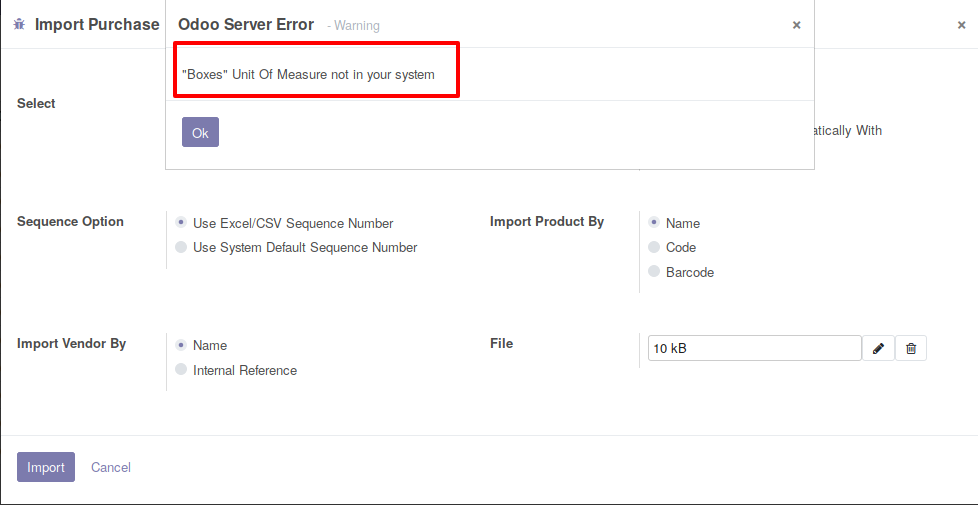 Import Purchase
Odoo Server Error - Warning
×
×
"Boxes" Unit Of Measure not in your system
Select
Ok
atically With
Sequence Option
Use Excel/CSV Sequence Number
Use System Default Sequence Number
Import Product By
Name
Code
Barcode
Import Vendor By
Name
Internal Reference
File
10 kB
Import
Cancel